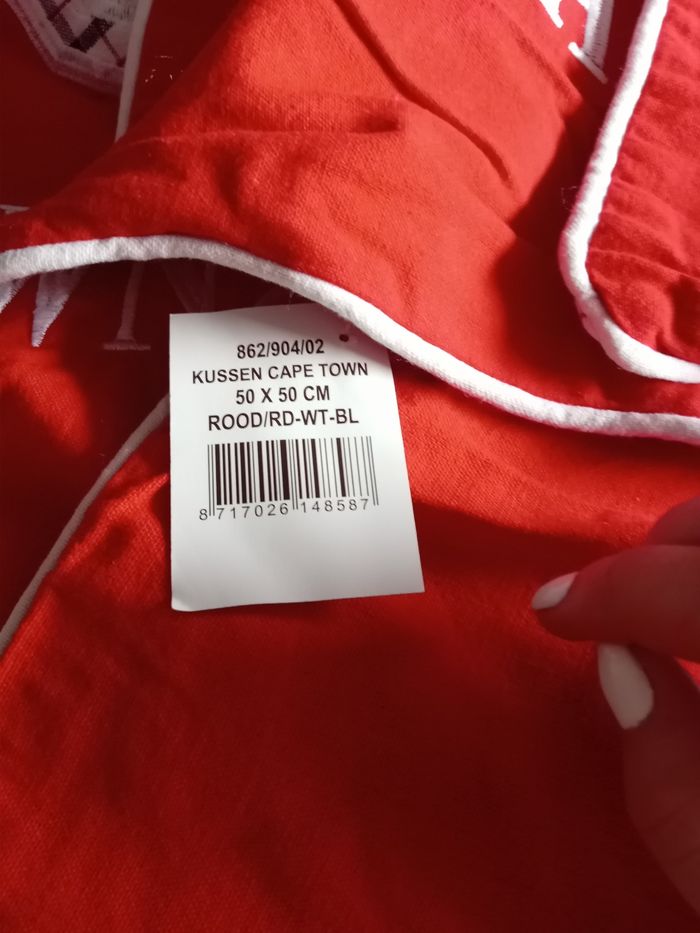 862/904/02
KUSSEN CAPE TOWN
50 X 50 CM
ROOD/RD-WT-BL
8 717026 148587